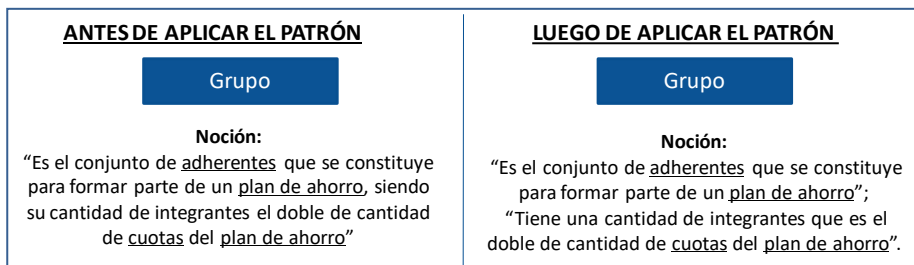 ANTES DE APLICAR EL PATRÓN
Grupo
Noción:
“Es el conjunto de adherentes que se constituye
para formar parte de un plan de ahorro, siendo
su cantidad de integrantes el doble de cantidad
de cuotas del plan de ahorro”
LUEGO DE APLICAR EL PATRÓN
Grupo
Noción:
“Es el conjunto de adherentes que se constituye
para formar parte de un plan de ahorro”;
“Tiene una cantidad de integrantes que es el
doble de cantidad de cuotas del plan de ahorro”.